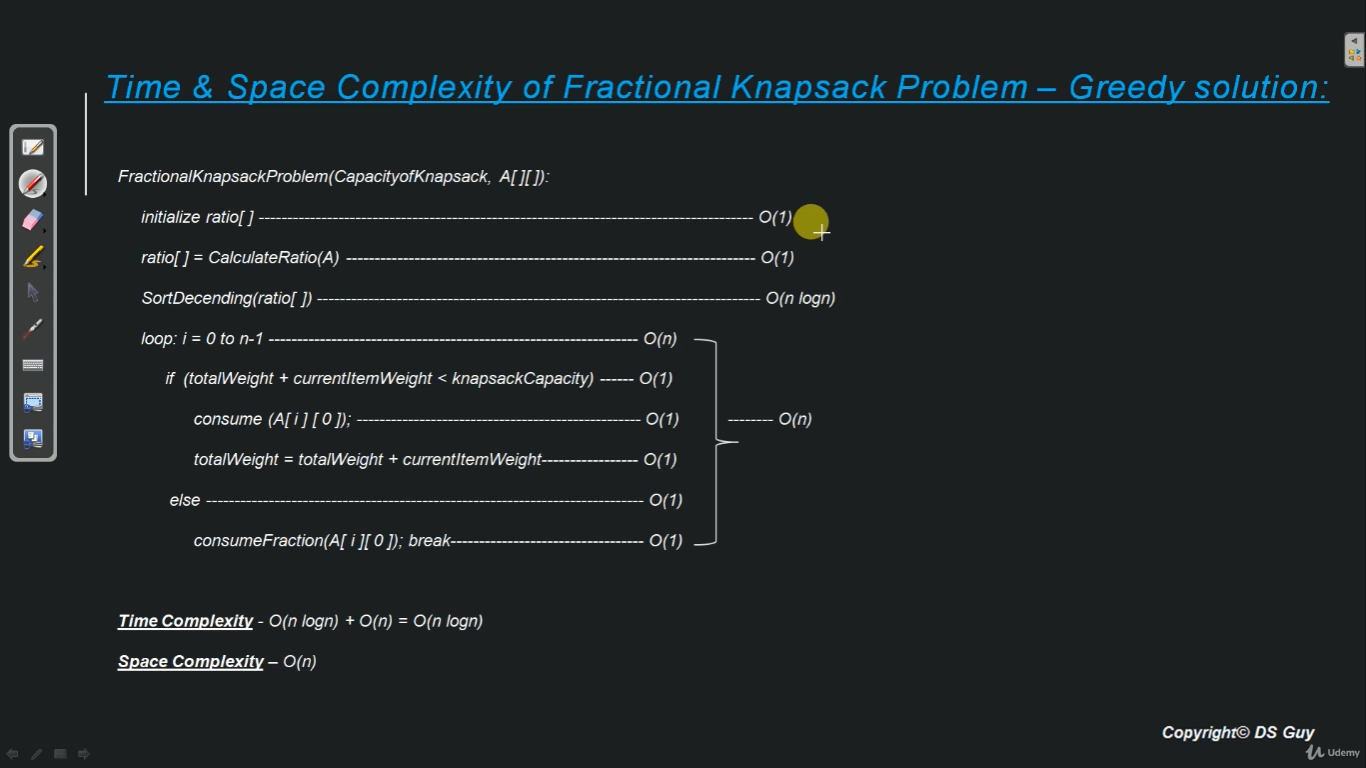 Time & Space Complexity of Fractional Knapsack Problem – Greedy solution:
FractionalKnapsackProblem(CapacityofKnapsack, A[ ][ ]):
initialize ratio[ ] ---------------------------------------------------------------------------------------- O(1)
ratio[ ] = CalculateRatio(A) ------------------------------------------------------------------------- O(1)
SortDecending(ratio[ ]) ------------------------------------------------------------------------------- O(n logn)
loop: i = 0 to n-1 ------------------------------------------------------------------ O(n)
if (totalWeight + currentItemWeight < knapsackCapacity) ------ O(1)
consume (A[ i ] [ 0 ]); -------------------------------------------------- O(1)
-------- O(n)
totalWeight = totalWeight + currentItemWeight----------------- O(1)
else ------------------------------------------------------------------------------ O(1)
consumeFraction(A[ i ][ 0 ]); break---------------------------------- O(1)
Time Complexity - O(n logn) + O(n) = O(n logn)
Space Complexity – O(n)
Copyright© DS Guy
Udemy